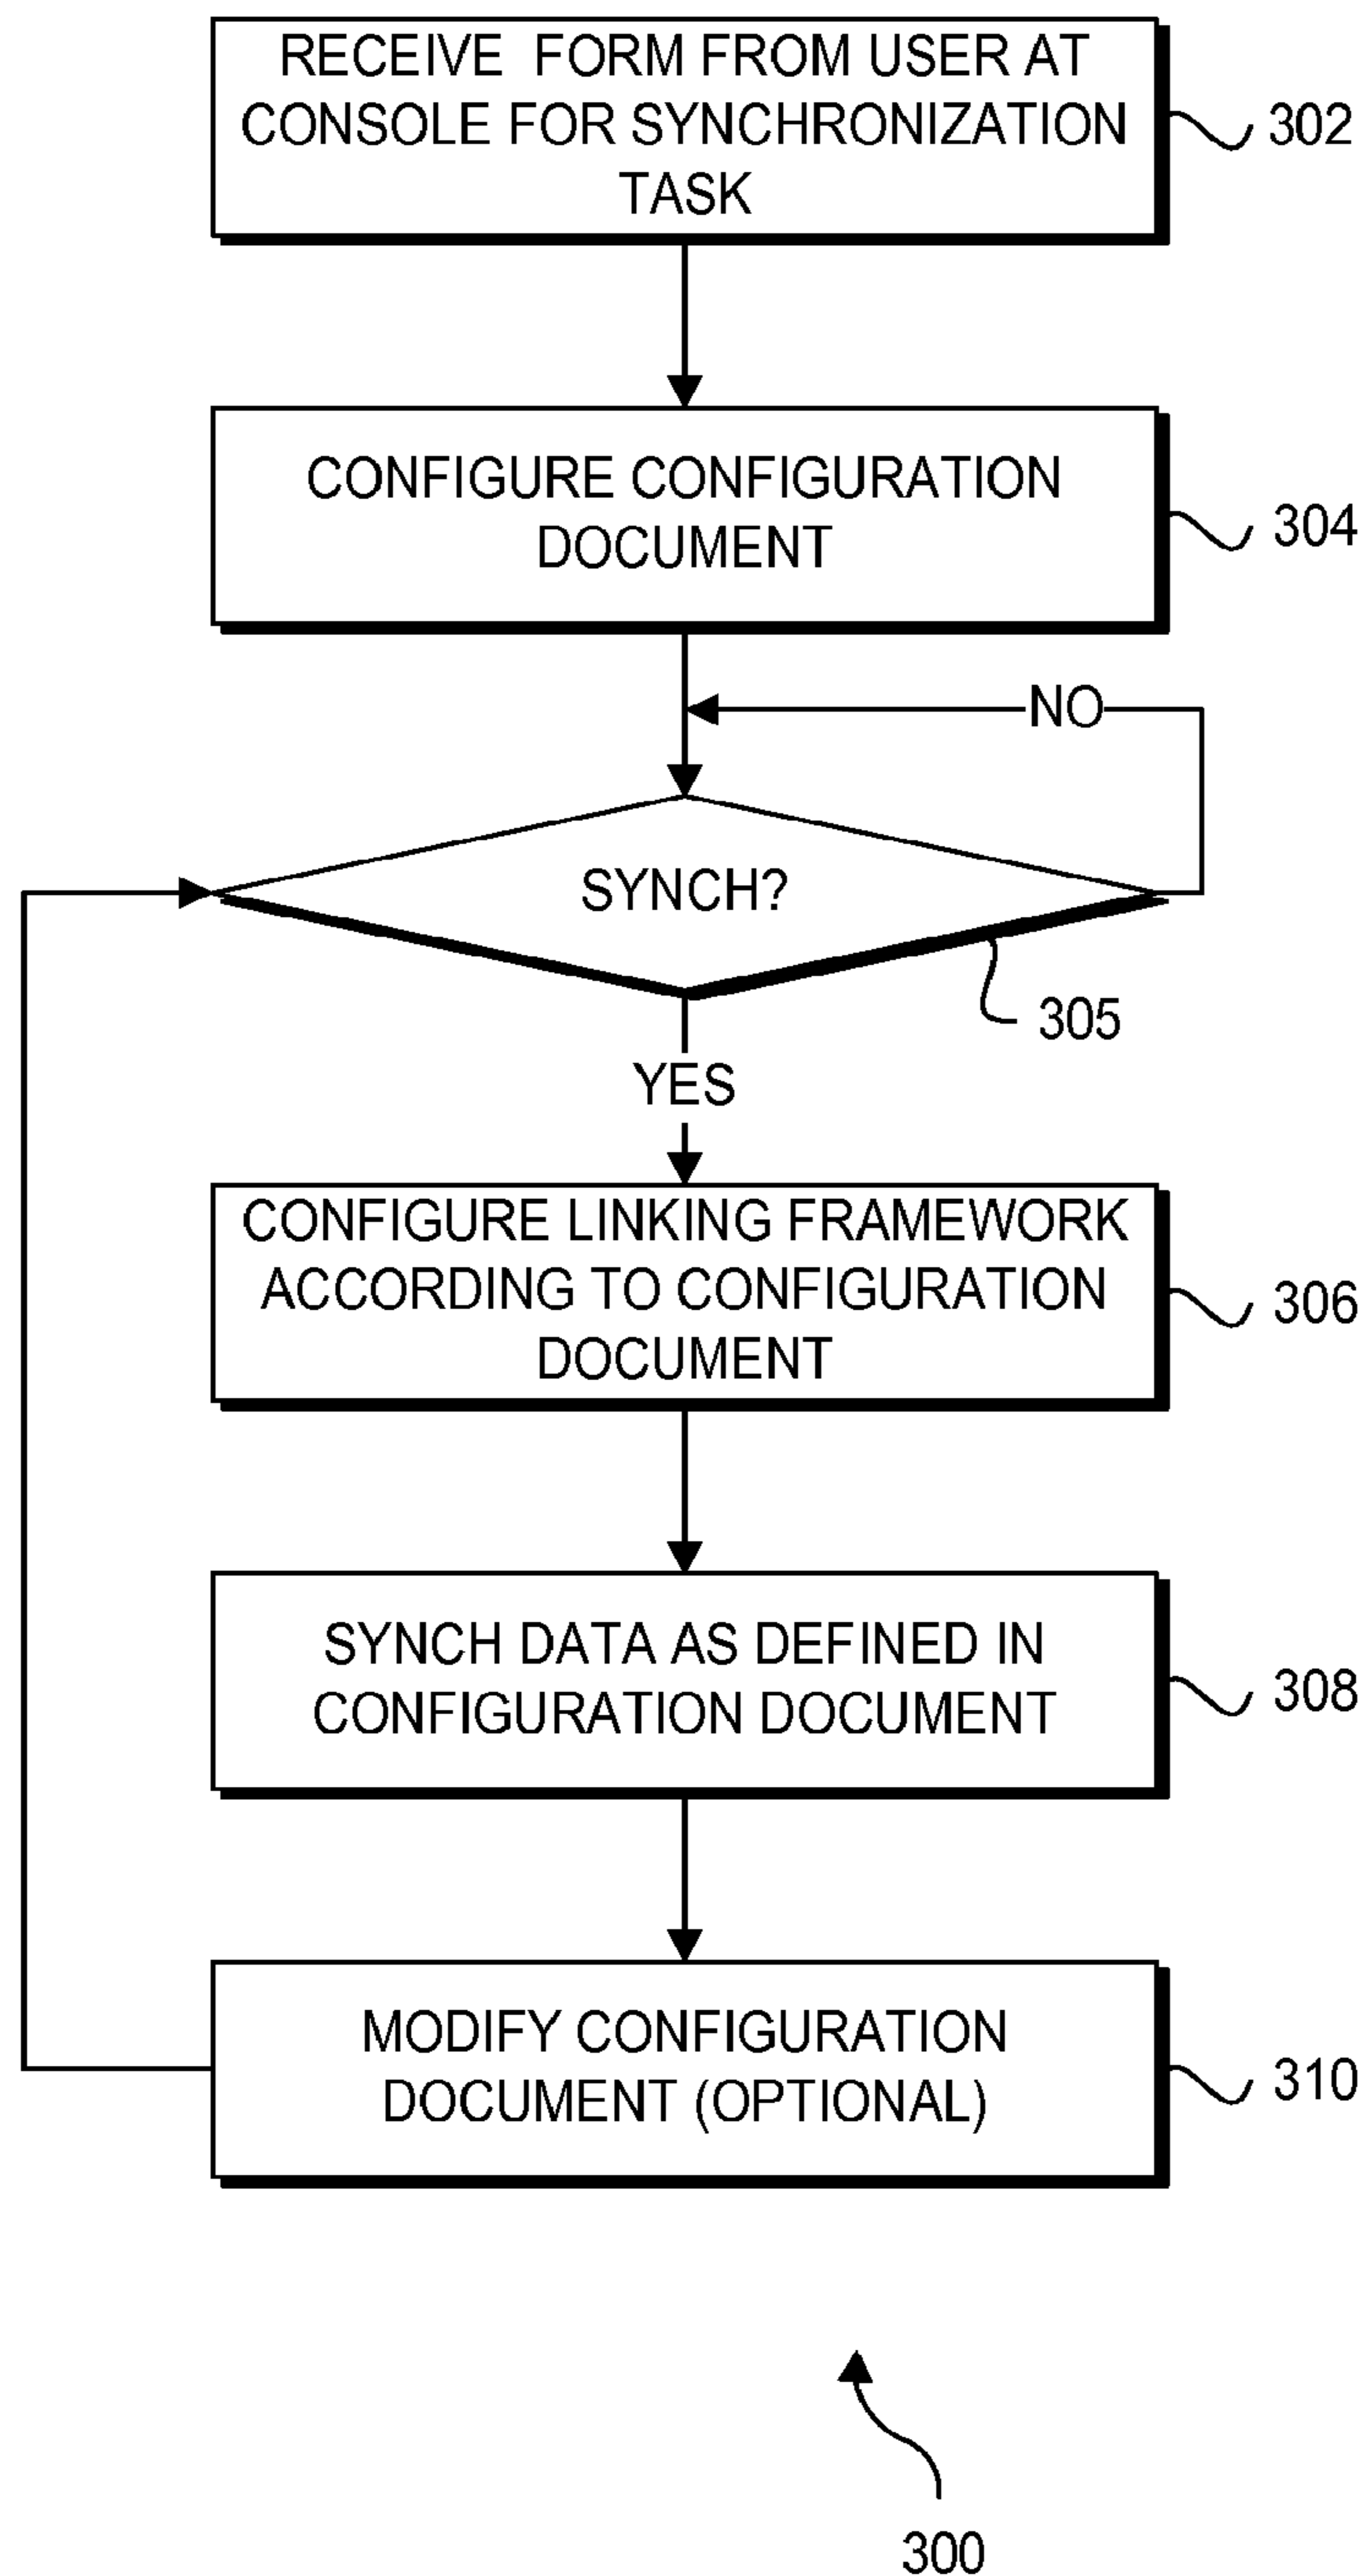 RECEIVE FORM FROM USER AT
CONSOLE FOR SYNCHRONIZATION
TASK
302
CONFIGURE CONFIGURATION
DOCUMENT
304
NO
SYNCH?
305
YES
CONFIGURE LINKING FRAMEWORK
ACCORDING TO CONFIGURATION
DOCUMENT
306
SYNCH DATA AS DEFINED IN
CONFIGURATION DOCUMENT
308
MODIFY CONFIGURATION
DOCUMENT (OPTIONAL)
310
300